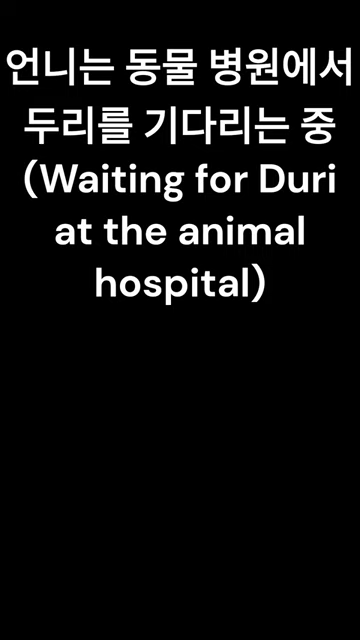 언니는 동물 병원에서
두리를 기다리는 중
(Waiting for Duri
at the animal
hospital)